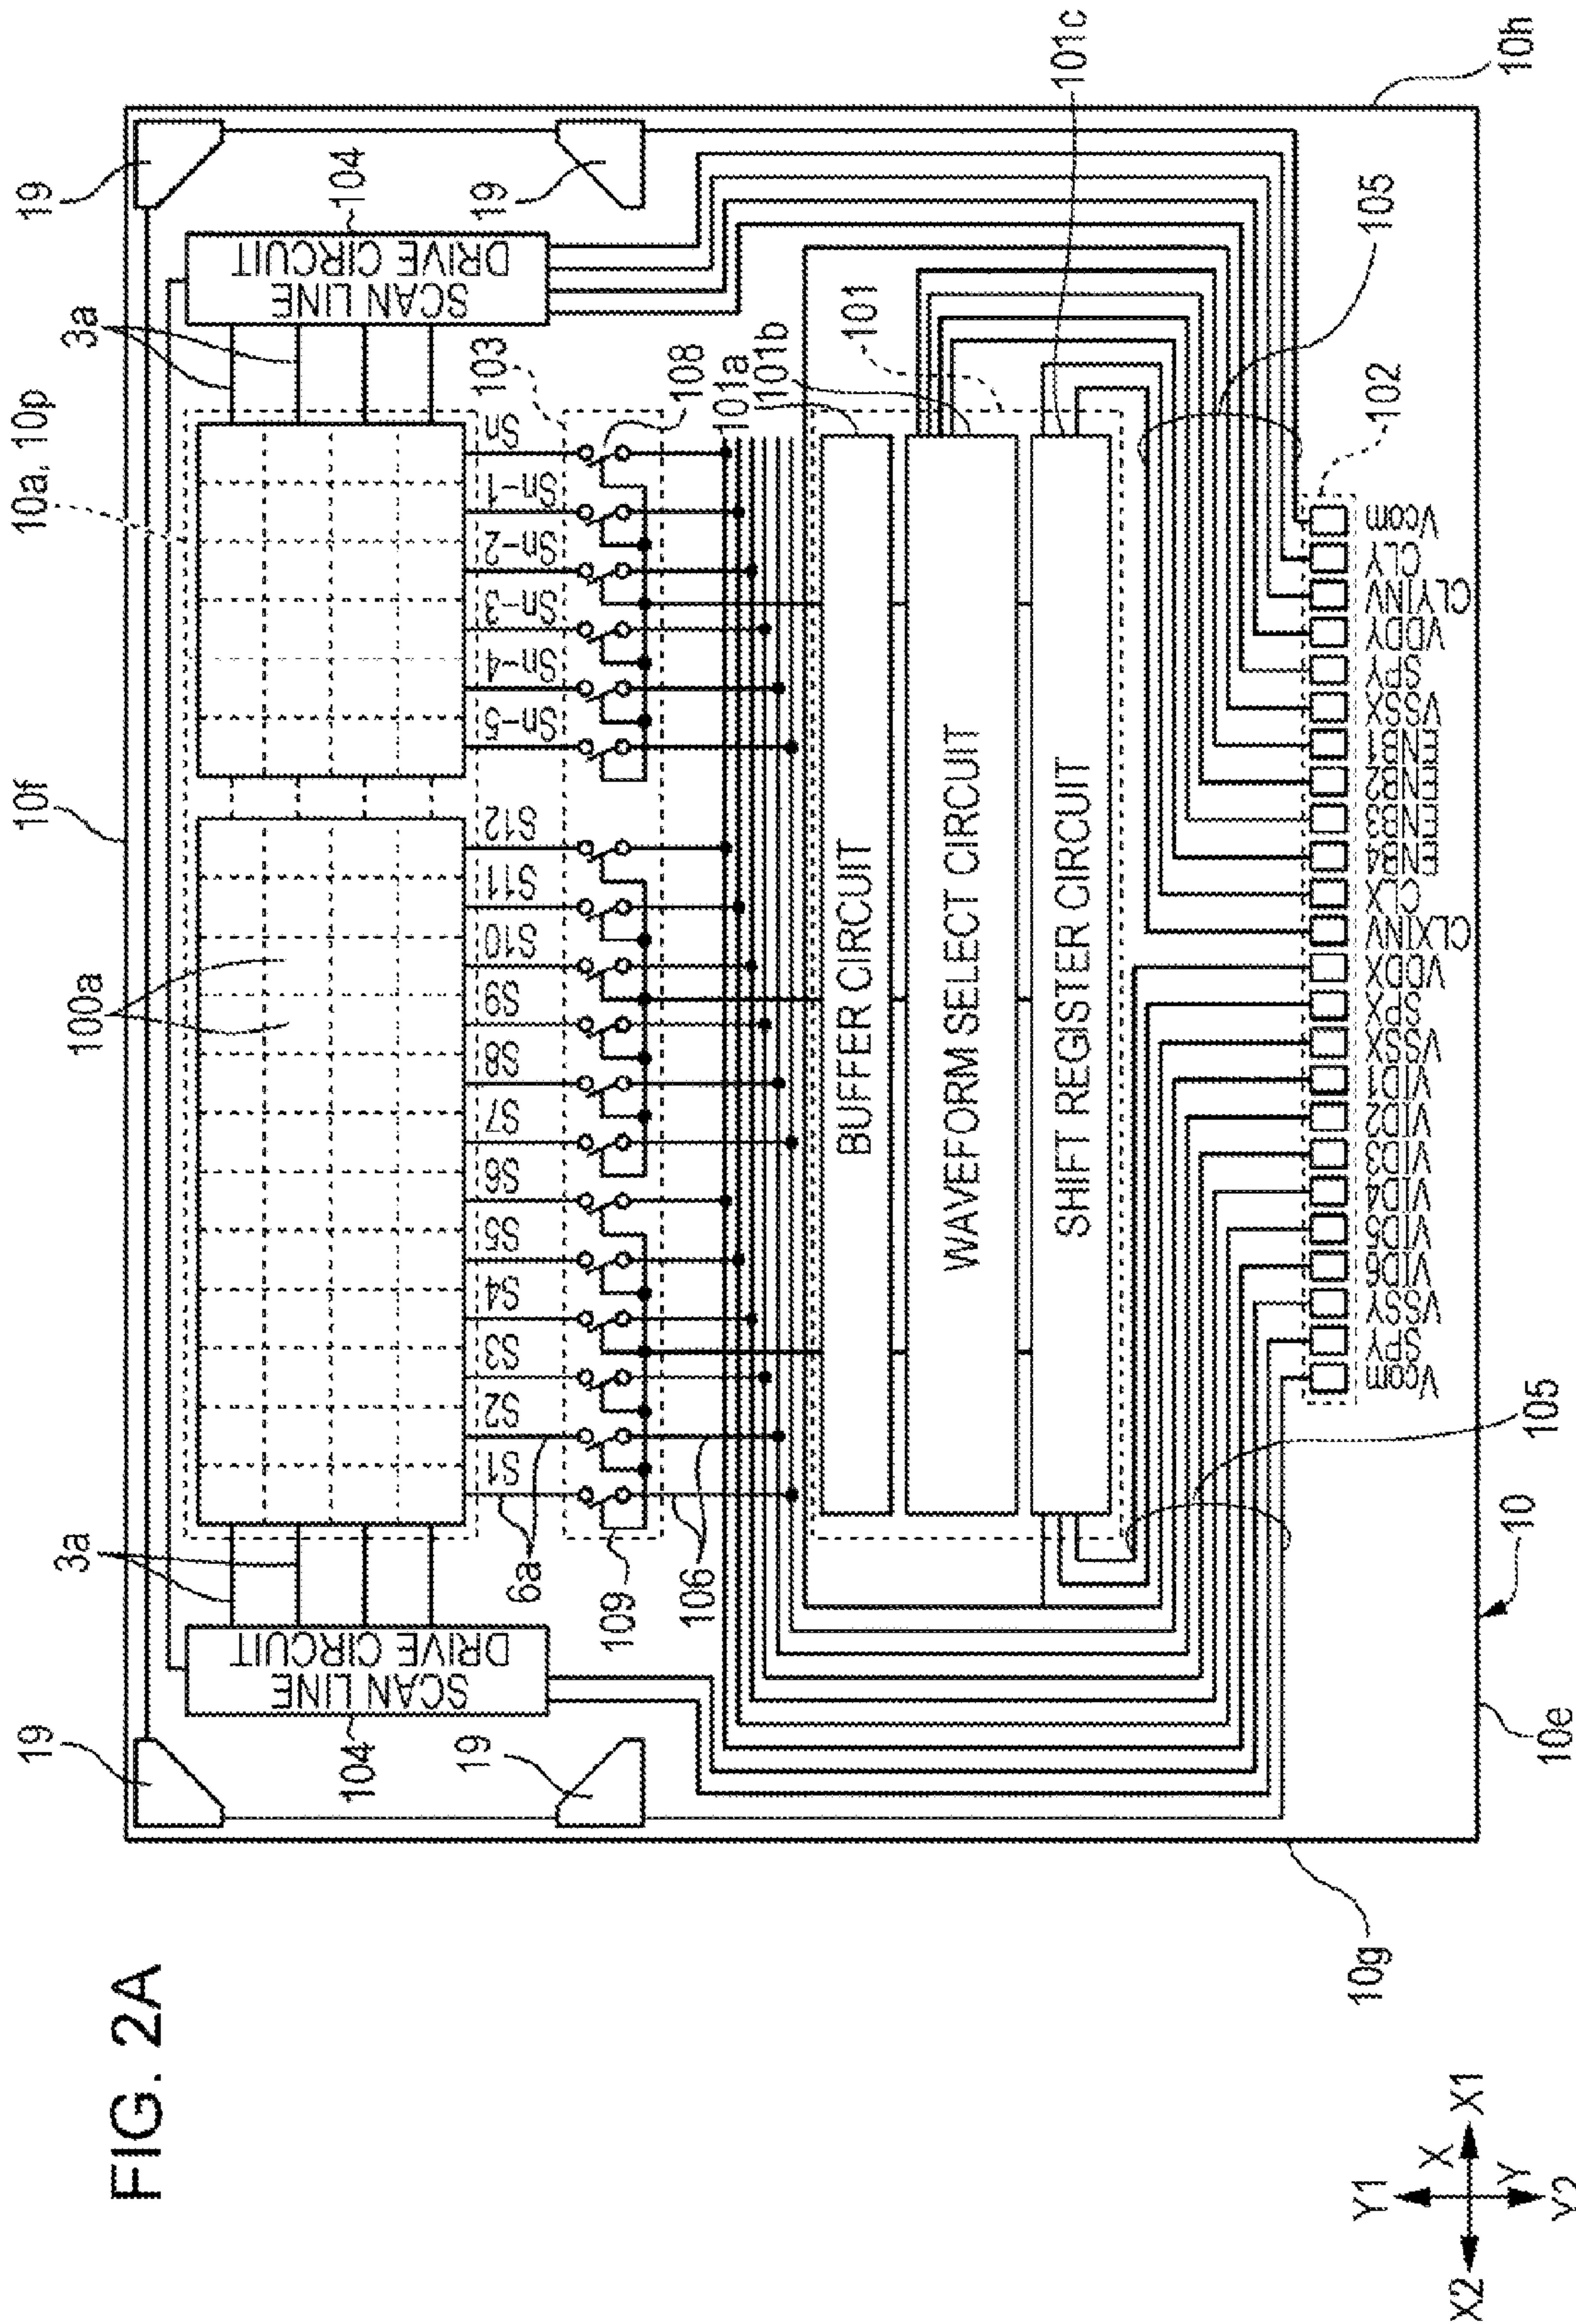 FIG. 2A
19
3a
100a
10f
10a, 10p
3a
19
104
SCAN LINE
DRIVE CIRCUIT
SCAN LINE
DRIVE CIRCUIT
104
19
19
6a
109
106
S1
S2
S3
S4
S5
S6
S7
S8
S9
S10
S11
S12
Sn-5
Sn-4
Sn-3
Sn-2
Sn-1
Sn
103
108
101a
101b
101
101c
BUFFER CIRCUIT
WAVEFORM SELECT CIRCUIT
SHIFT REGISTER CIRCUIT
105
105
102
Vcom
SPY
VSSY
VID6
VID5
VID4
VID3
VID2
VID1
VSSX
SPX
VDDX
CLXINV
CLX
ENB4
ENB3
ENB2
ENB1
VSSX
SPY
VDDY
CLYINV
CLY
Vcom
10g
10e
10
10h
Y1
X
X2
X1
Y
Y2